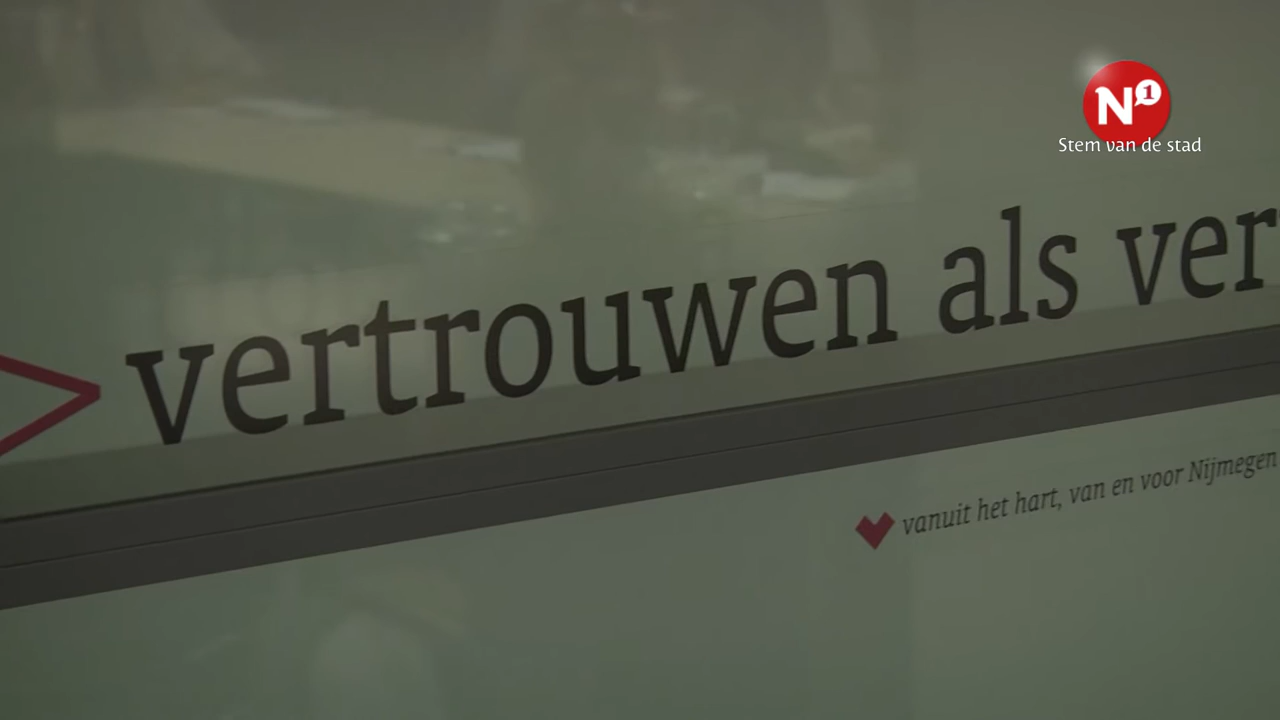 N1
Stem van de stad
> vertrouwen als ver
vanuit het hart, van en voor Nijmegen